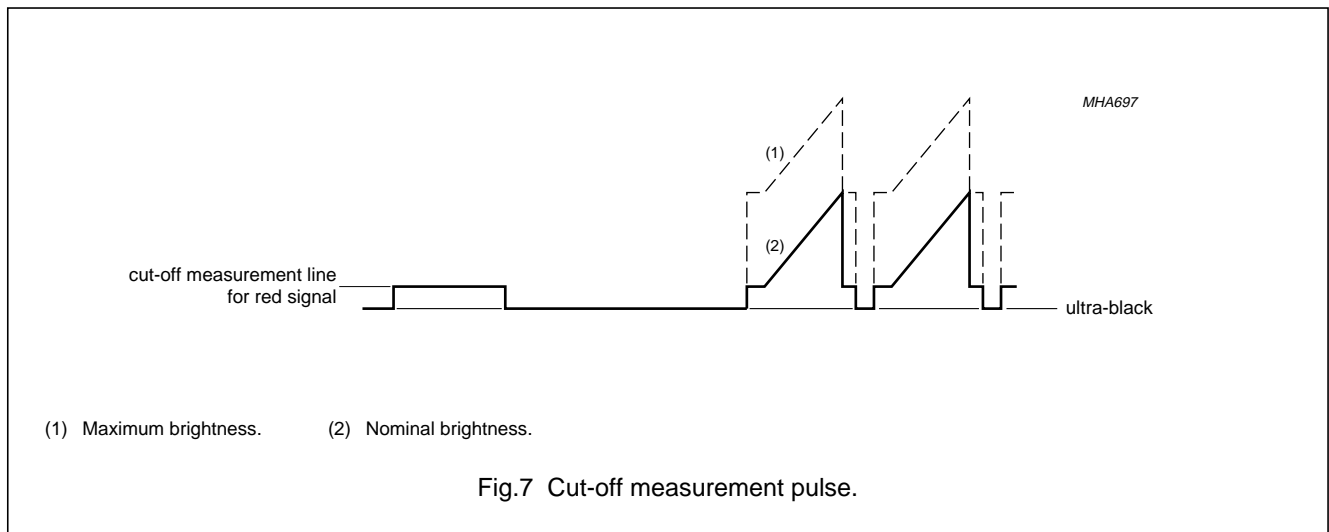 MHA697
(1)
(2)
cut-off measurement line
for red signal
ultra-black
(1) Maximum brightness.
(2) Nominal brightness.
Fig.7 Cut-off measurement pulse.